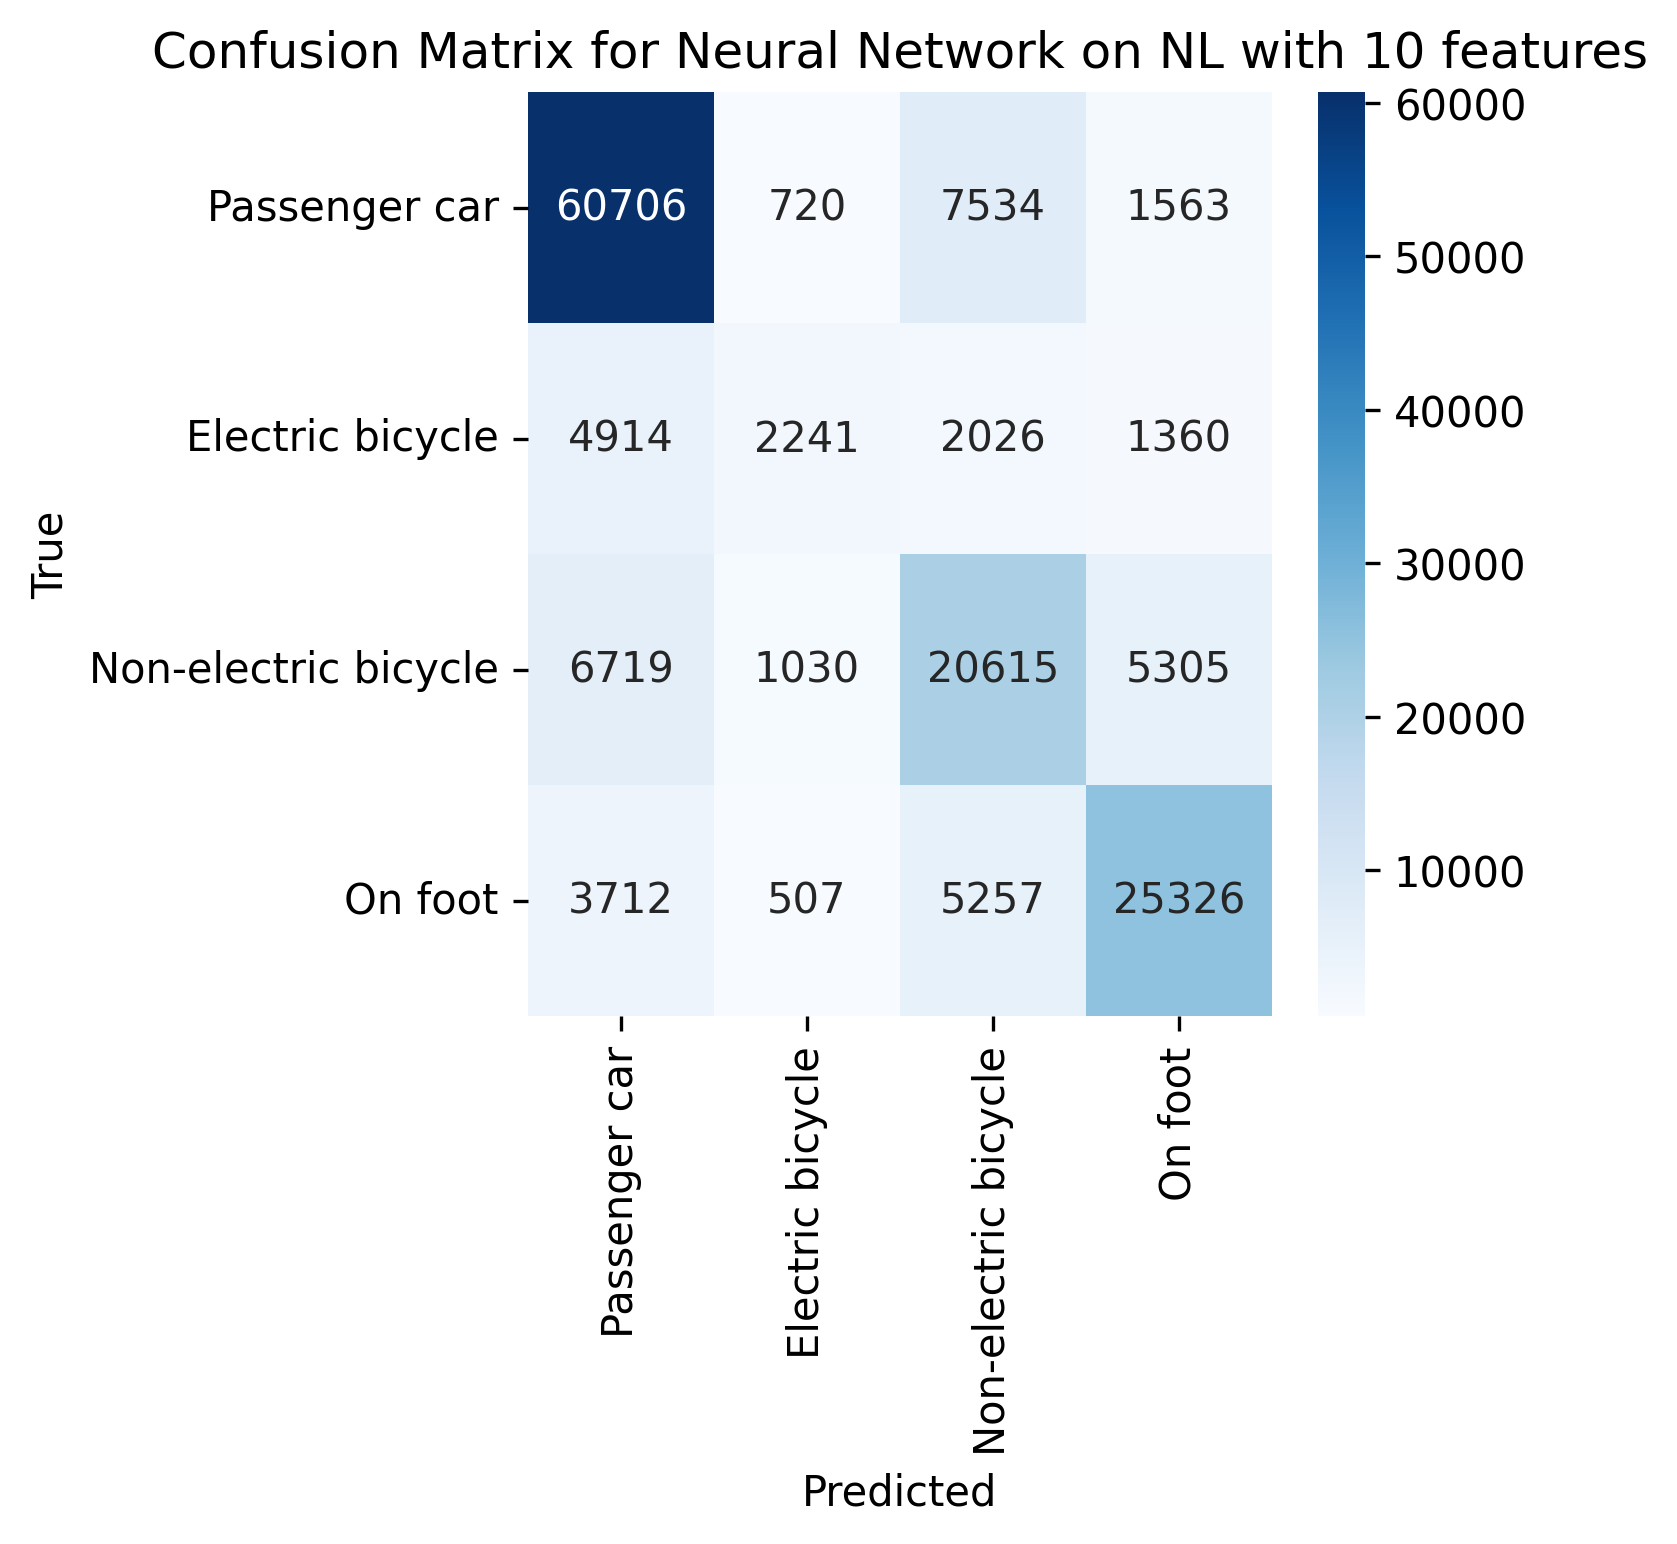 Confusion Matrix for Neural Network on NL with 10 features
True
Passenger car
60706 720 7534 1563
Electric bicycle
4914 2241 2026 1360
Non-electric bicycle
6719 1030 20615 5305
On foot
3712 507 5257 25326
Passenger car
Electric bicycle
Non-electric bicycle
On foot
Predicted
60000
50000
40000
30000
20000
10000